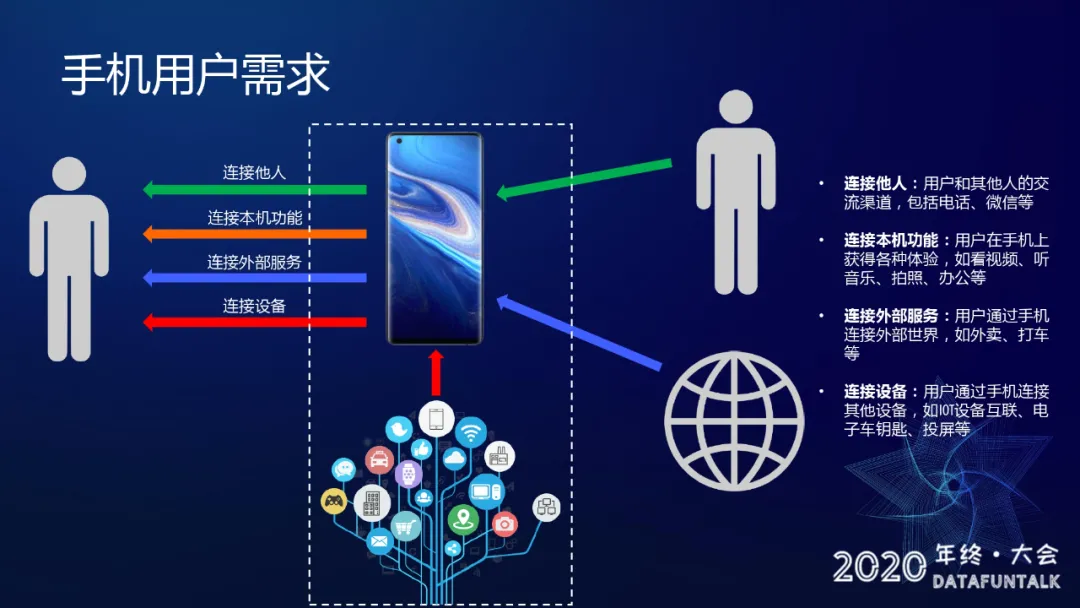 手机用户需求
连接他人
连接本机功能
连接外部服务
连接设备
• 连接他人：用户和其他人的交
流渠道，包括电话、微信等
• 连接本机功能：用户在手机上
获得各种体验，如看视频、听
音乐、拍照、办公等
• 连接外部服务：用户通过手机
连接外部世界，如外卖、打车
等
• 连接设备：用户通过手机连接
其他设备，如IOT设备互联、电
子车钥匙、投屏等
2020 年终·大会
DATAFUNTALK